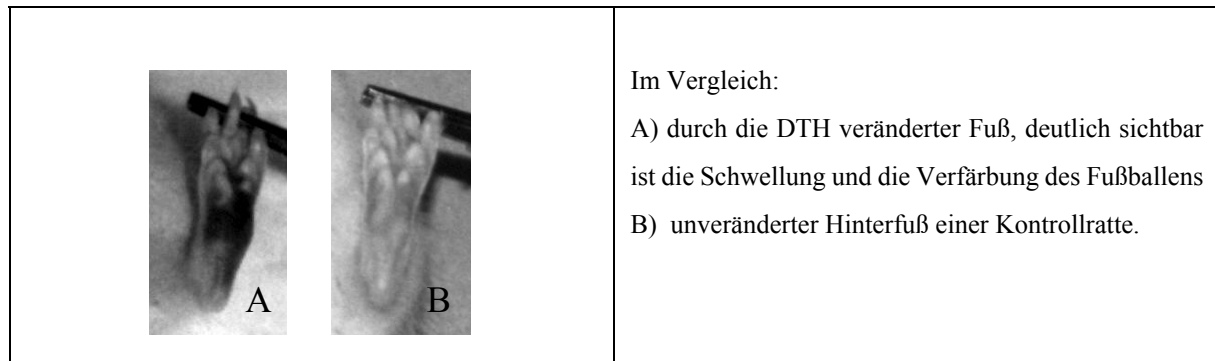 A
B
Im Vergleich:
A) durch die DTH veränderter Fuß, deutlich sichtbar
ist die Schwellung und die Verfärbung des Fußballens
B) unveränderter Hinterfuß einer Kontrollratte.